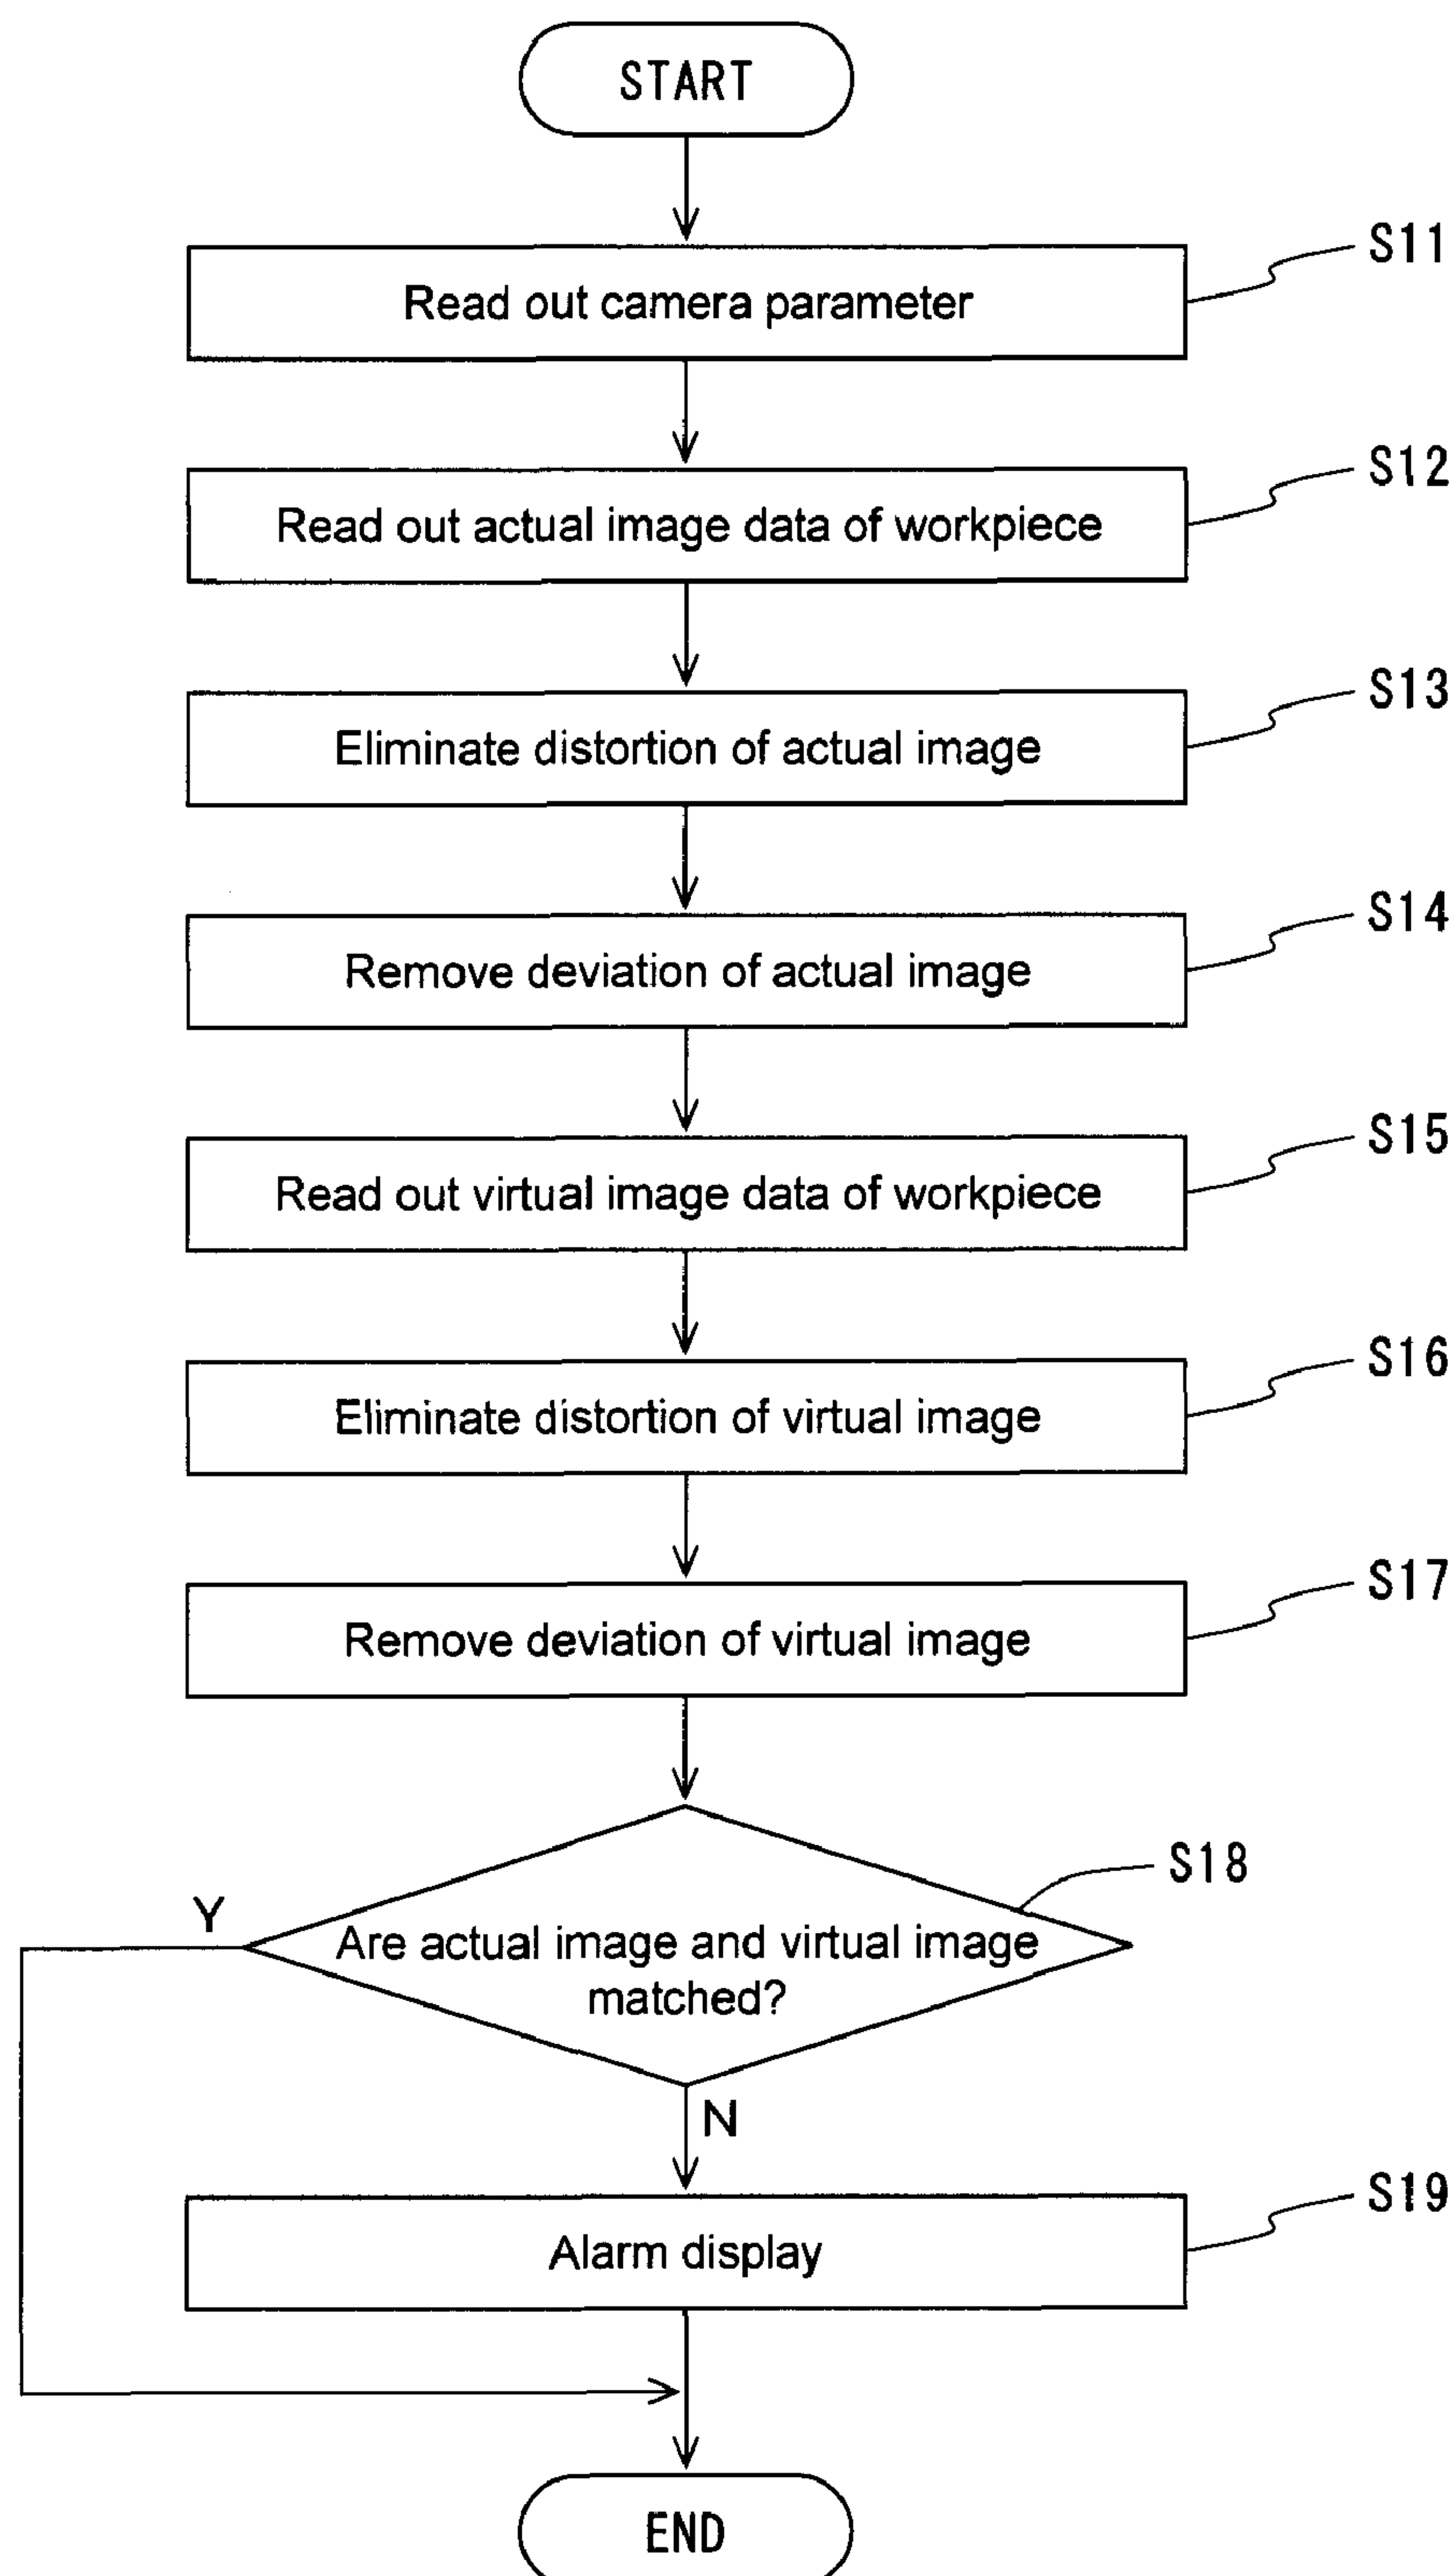 START
S11
Read out camera parameter
S12
Read out actual image data of workpiece
S13
Eliminate distortion of actual image
S14
Remove deviation of actual image
S15
Read out virtual image data of workpiece
S16
Eliminate distortion of virtual image
S17
Remove deviation of virtual image
S18
Y
Are actual image and virtual image
matched?
N
S19
Alarm display
END